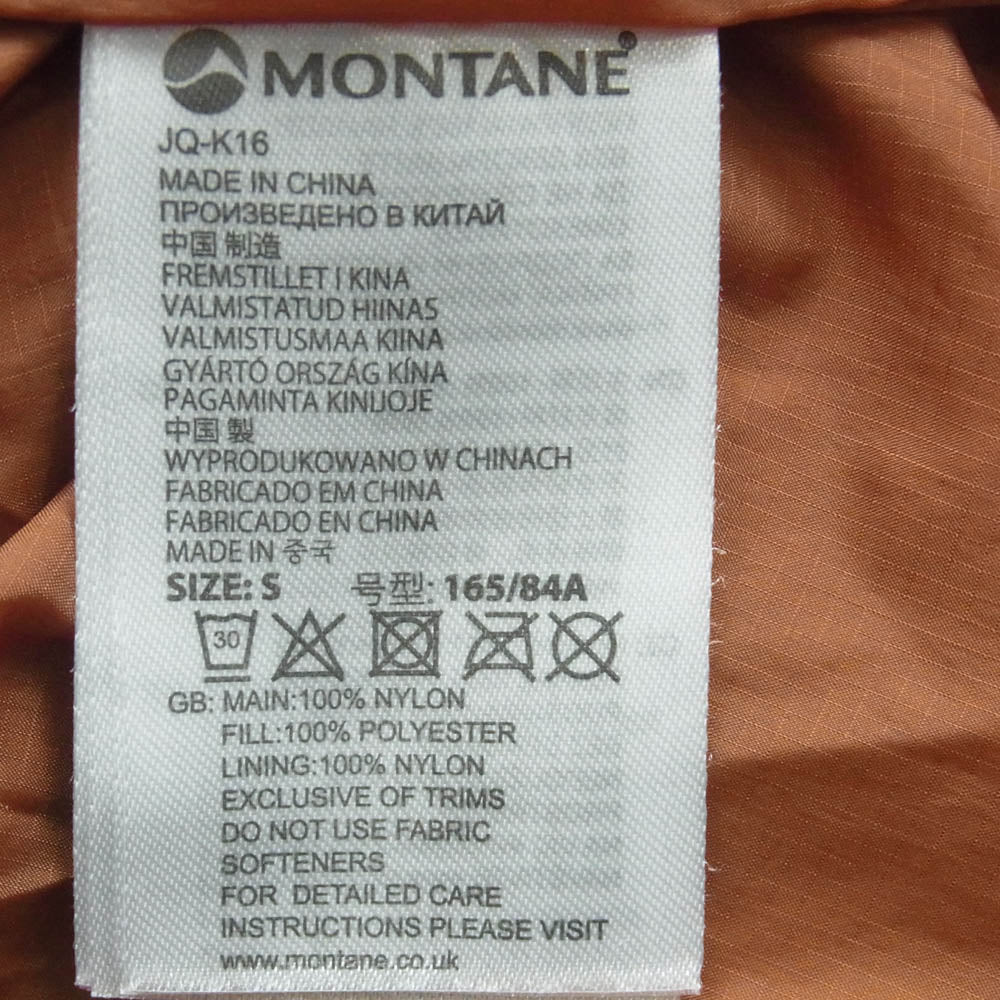 MONTANE®
JQ-K16
MADE IN CHINA
ПРОИЗВЕДЕНО В КИТАЙ
中国 制造
FREMSTILLET I KINA
VALMISTATUD HIINAS
VALMISTUSMAA KIINA
GYÁRTÓ ORSZÁG KÍNA
PAGAMINTA KINIJOJE
中国 製
WYPRODUKOWANO W CHINACH
FABRICADO EM CHINA
FABRICADO EN CHINA
MADE IN 중국
SIZE: S 号型: 165/84A
30
GB: MAIN:100% NYLON
FILL:100% POLYESTER
LINING:100% NYLON
EXCLUSIVE OF TRIMS
DO NOT USE FABRIC
SOFTENERS
FOR DETAILED CARE
INSTRUCTIONS PLEASE VISIT
www.montane.co.uk